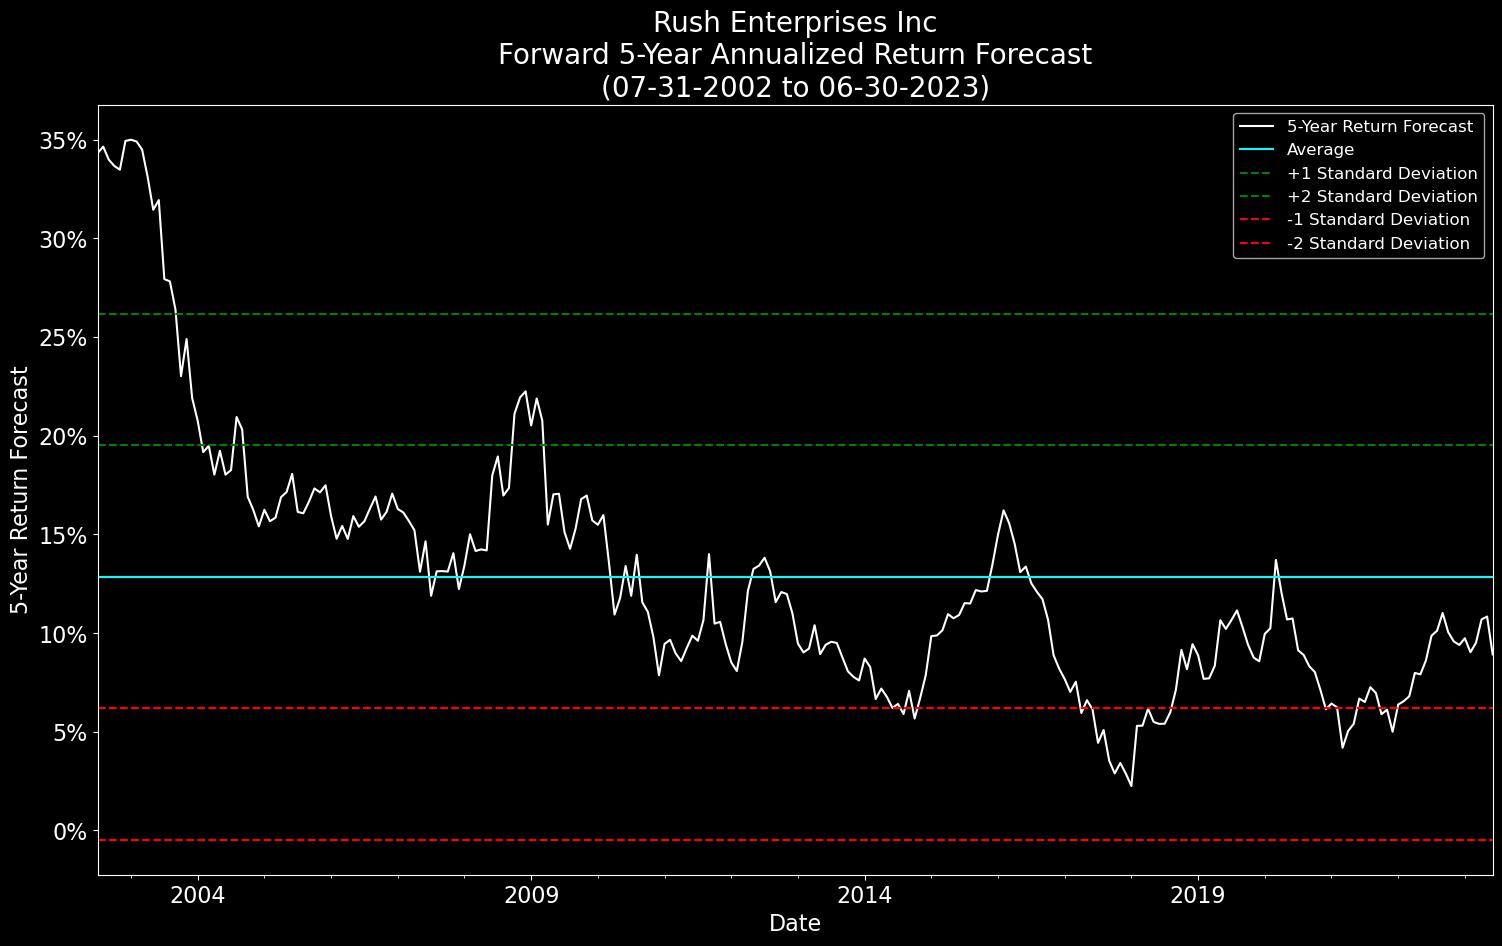 Rush Enterprises Inc
Forward 5-Year Annualized Return Forecast
(07-31-2002 to 06-30-2023)
5-Year Return Forecast
Average
+1 Standard Deviation
+2 Standard Deviation
-1 Standard Deviation
-2 Standard Deviation
35%
30%
25%
20%
15%
10%
5%
0%
5-Year Return Forecast
2004
2009
2014
2019
Date